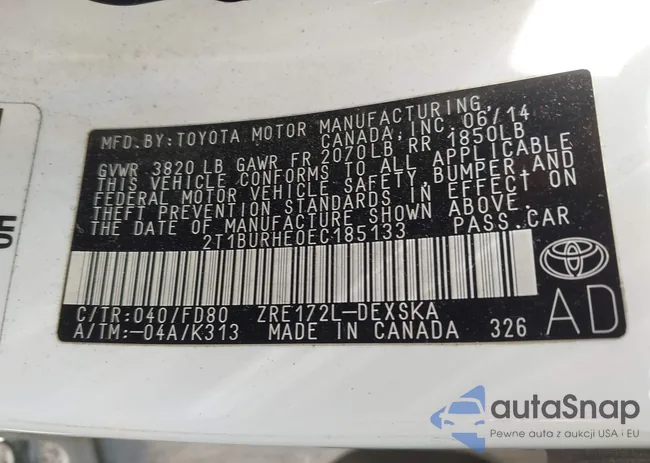 MFD.BY:TOYOTA MOTOR MANUFACTURING,
CANADA, INC. 06/14
GVWR 3820 LB GAWR FR 2070LB RR 1850LB
THIS VEHICLE CONFORMS TO ALL APPLICABLE
FEDERAL MOTOR VEHICLE SAFETY, BUMPER, AND
THEFT PREVENTION STANDARDS IN EFFECT ON
THE DATE OF MANUFACTURE SHOWN ABOVE.
2T1BURHE0EC185133 PASS.CAR
C/TR:040/FD80 ZRE172L-DEXSKA
A/TM:-04A/K313 MADE IN CANADA 326
AD
autaSnap
Pewne auta z aukcji USA i EU